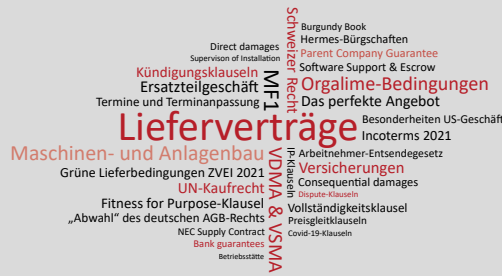 Burgundy Book
Hermes-Bürgschaften
Direct damages
Supervison of Installation
Schweizer Recht
Parent Company Guarantee
Software Support & Escrow
Kündigungsklauseln
MF1
Orgalime-Bedingungen
Ersatzteilgeschäft
Termine und Terminanpassung
Das perfekte Angebot
Lieferverträge
Besonderheiten US-Geschäft
Incoterms 2021
Maschinen- und Anlagenbau
VDMA & VSMA
IP-Klauseln
Arbeitnehmer-Entsendegesetz
Grüne Lieferbedingungen ZVEI 2021
Versicherungen
UN-Kaufrecht
Consequential damages
Dispute-Klauseln
Fitness for Purpose-Klausel
Vollständigkeitsklausel
„Abwahl“ des deutschen AGB-Rechts
Preisgleitklauseln
NEC Supply Contract
Covid-19-Klauseln
Bank guarantees
Betriebsstätte